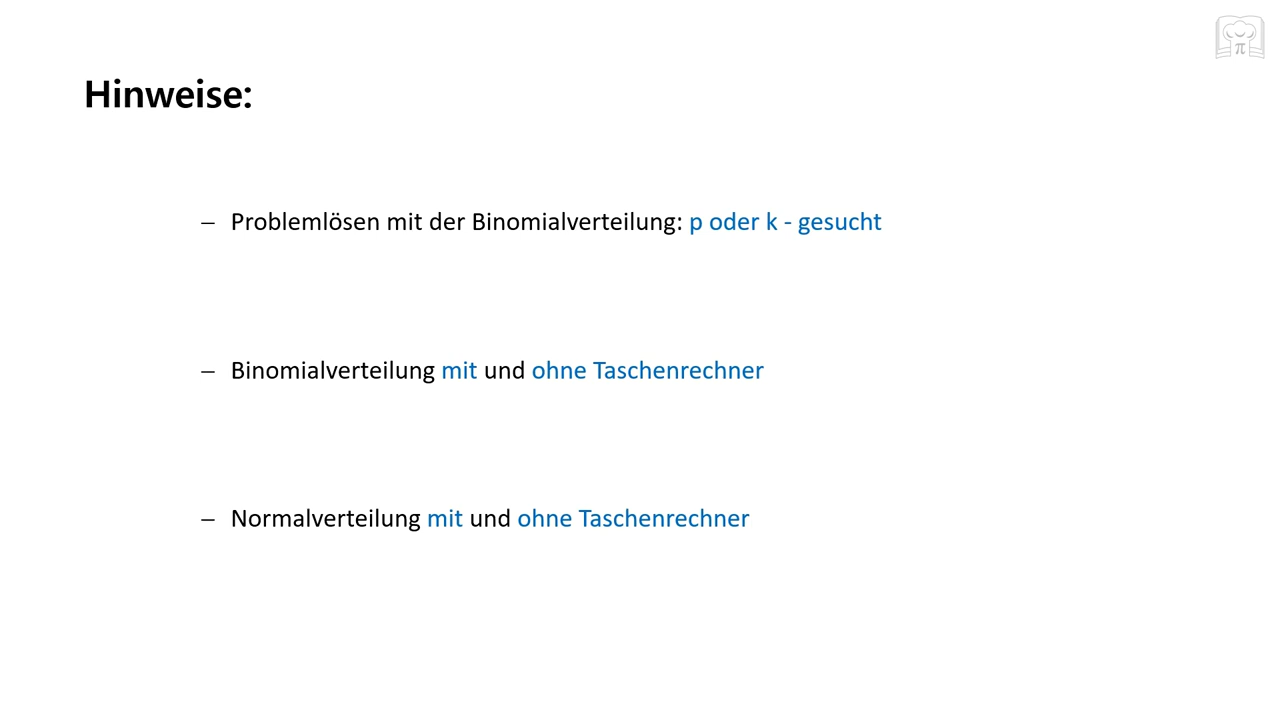 Hinweise:
– Problemlösen mit der Binomialverteilung: p oder k - gesucht
– Binomialverteilung mit und ohne Taschenrechner
– Normalverteilung mit und ohne Taschenrechner
π